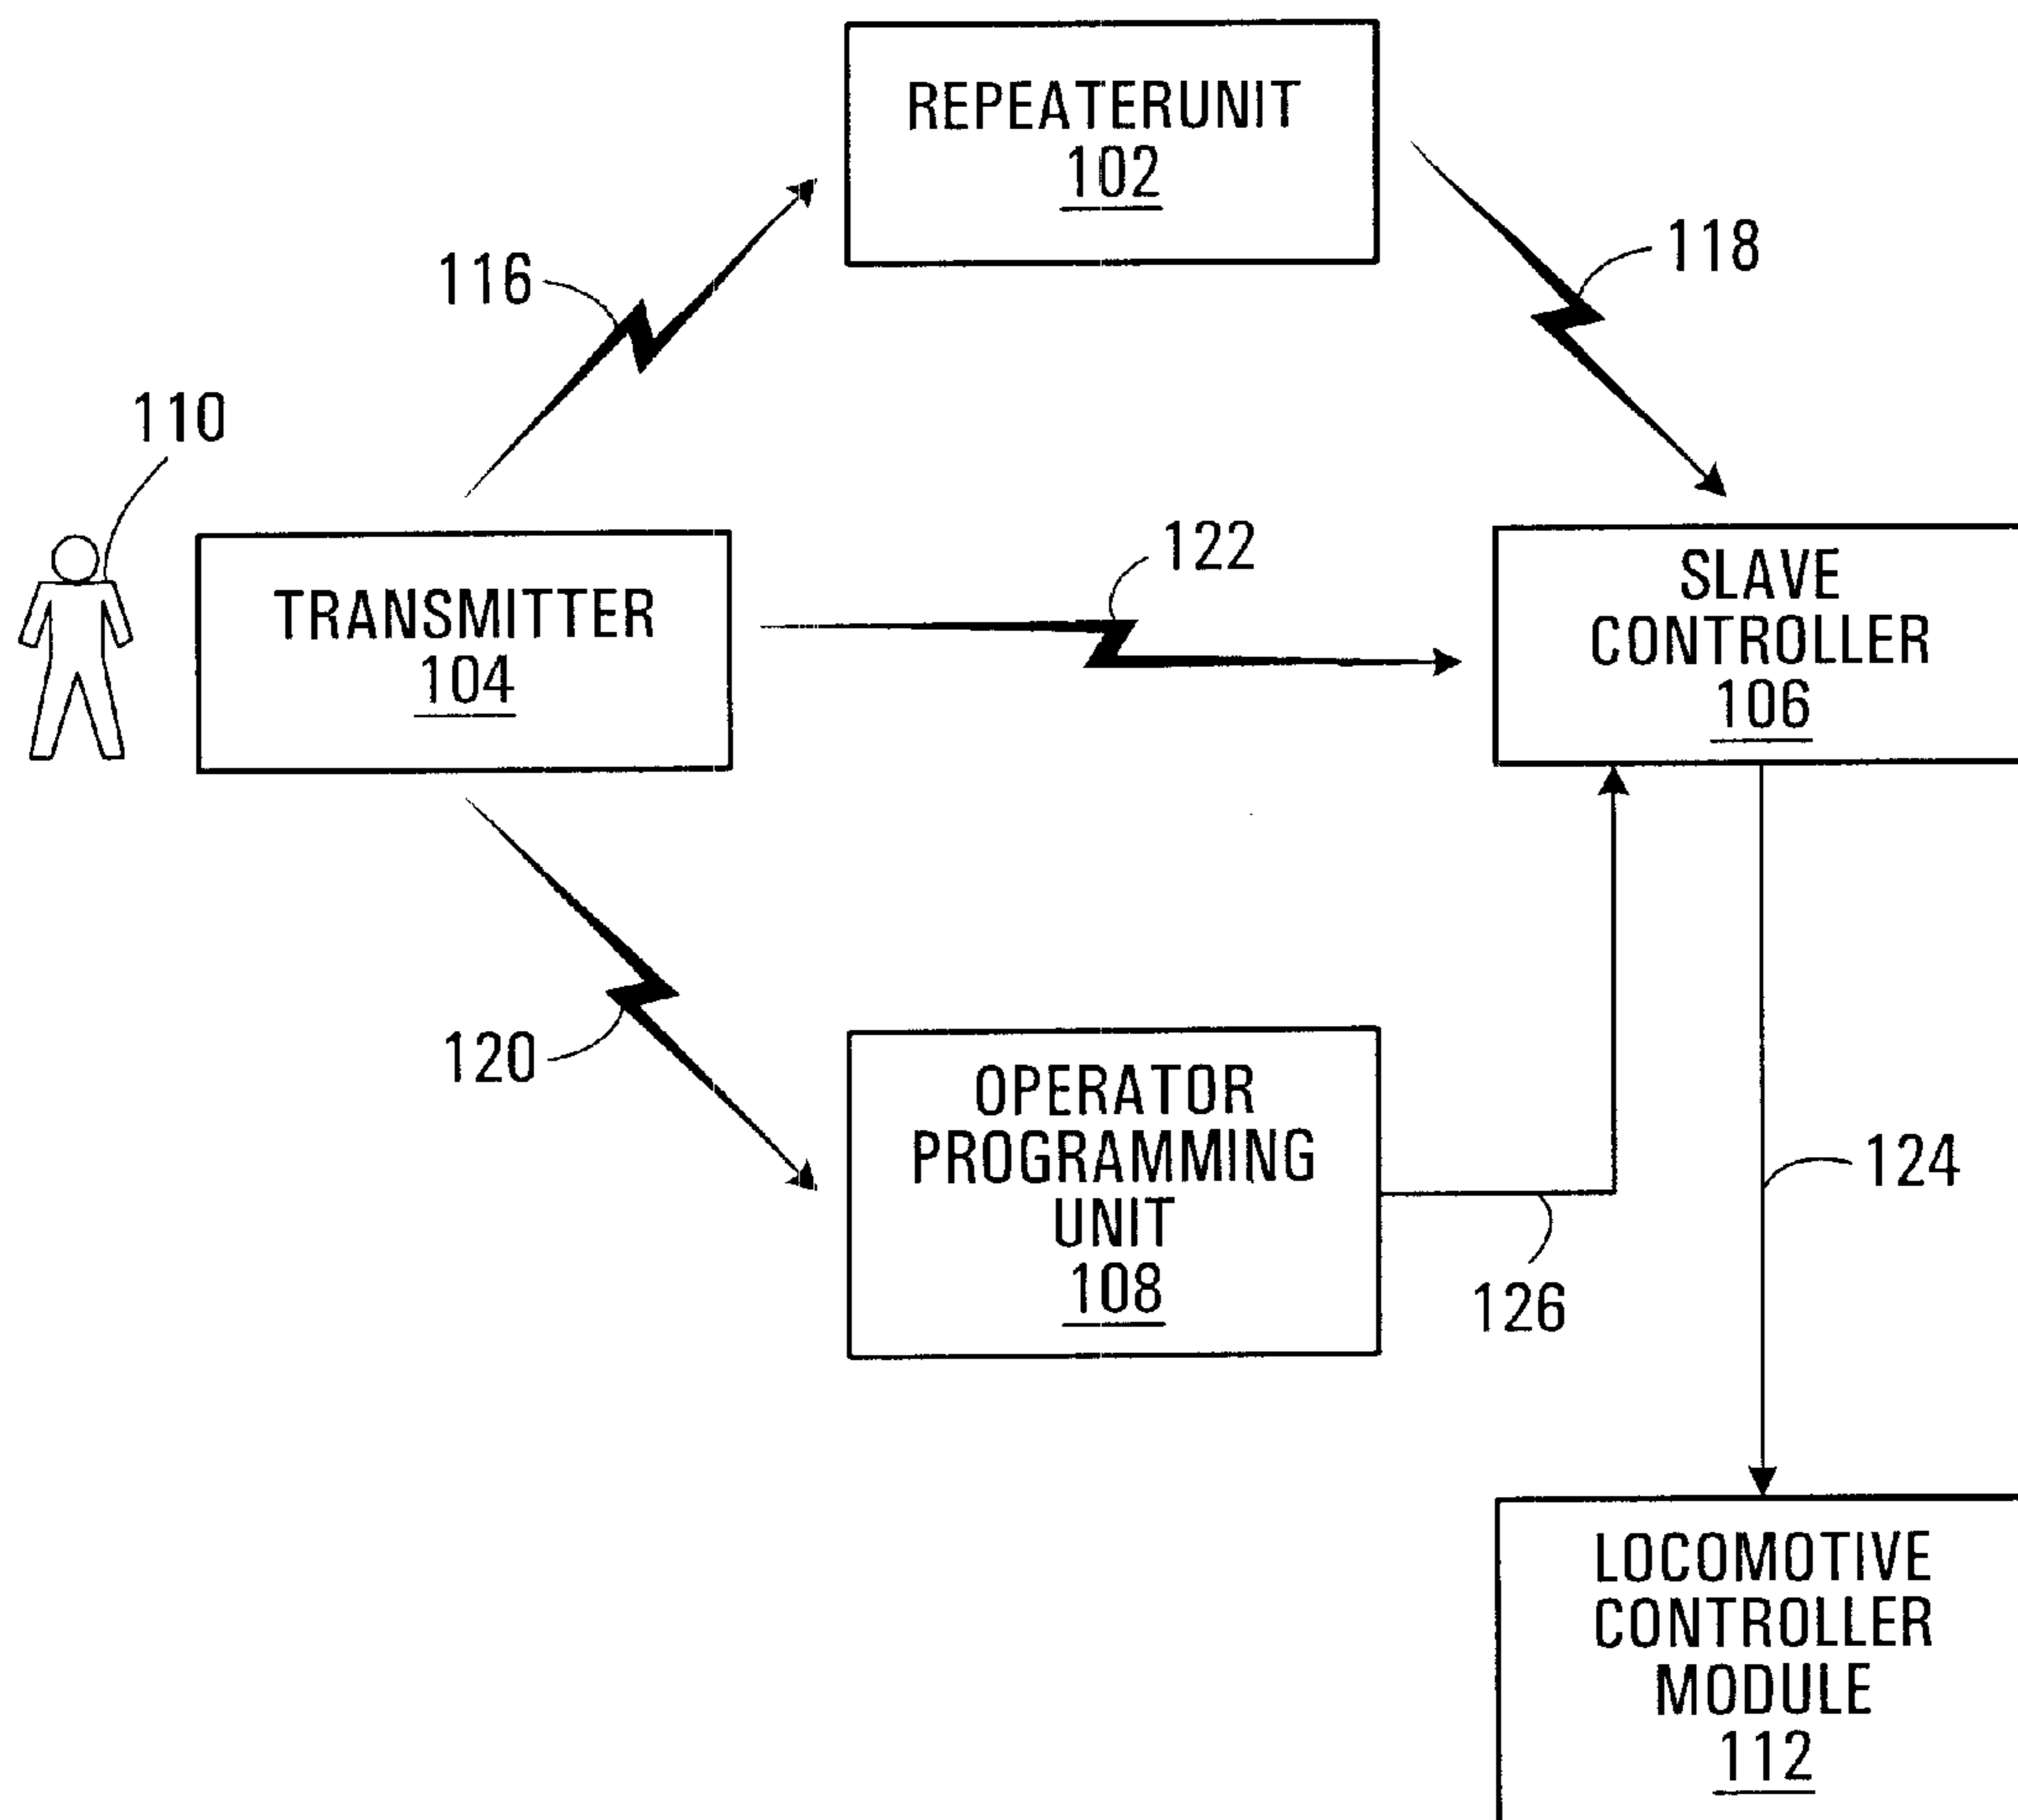 REPEATERUNIT
102
116
118
110
TRANSMITTER
104
122
SLAVE
CONTROLLER
106
120
OPERATOR
PROGRAMMING
UNIT
108
126
124
LOCOMOTIVE
CONTROLLER
MODULE
112